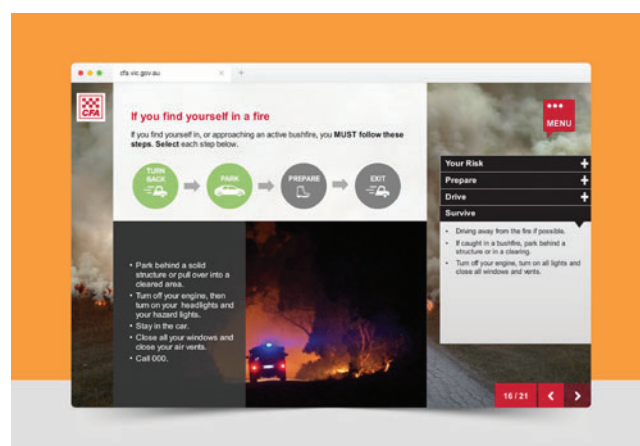 cfa.vic.gov.au
CFA
If you find yourself in a fire
If you find yourself in, or approaching an active bushfire, you MUST follow these
steps. Select each step below.
TURN
BACK
PARK
PREPARE
EXIT
Park behind a solid
structure or pull over into a
cleared area.
Turn off your engine, then
turn on your headlights and
your hazard lights.
Stay in the car.
Close all your windows and
close your air vents.
Call 000.
MENU
Your Risk
Prepare
Drive
Survive
Driving away from the fire if possible.
If caught in a bushfire, park behind a
structure or in a clearing.
Turn off your engine, turn on all lights and
close all windows and vents.
16 / 21